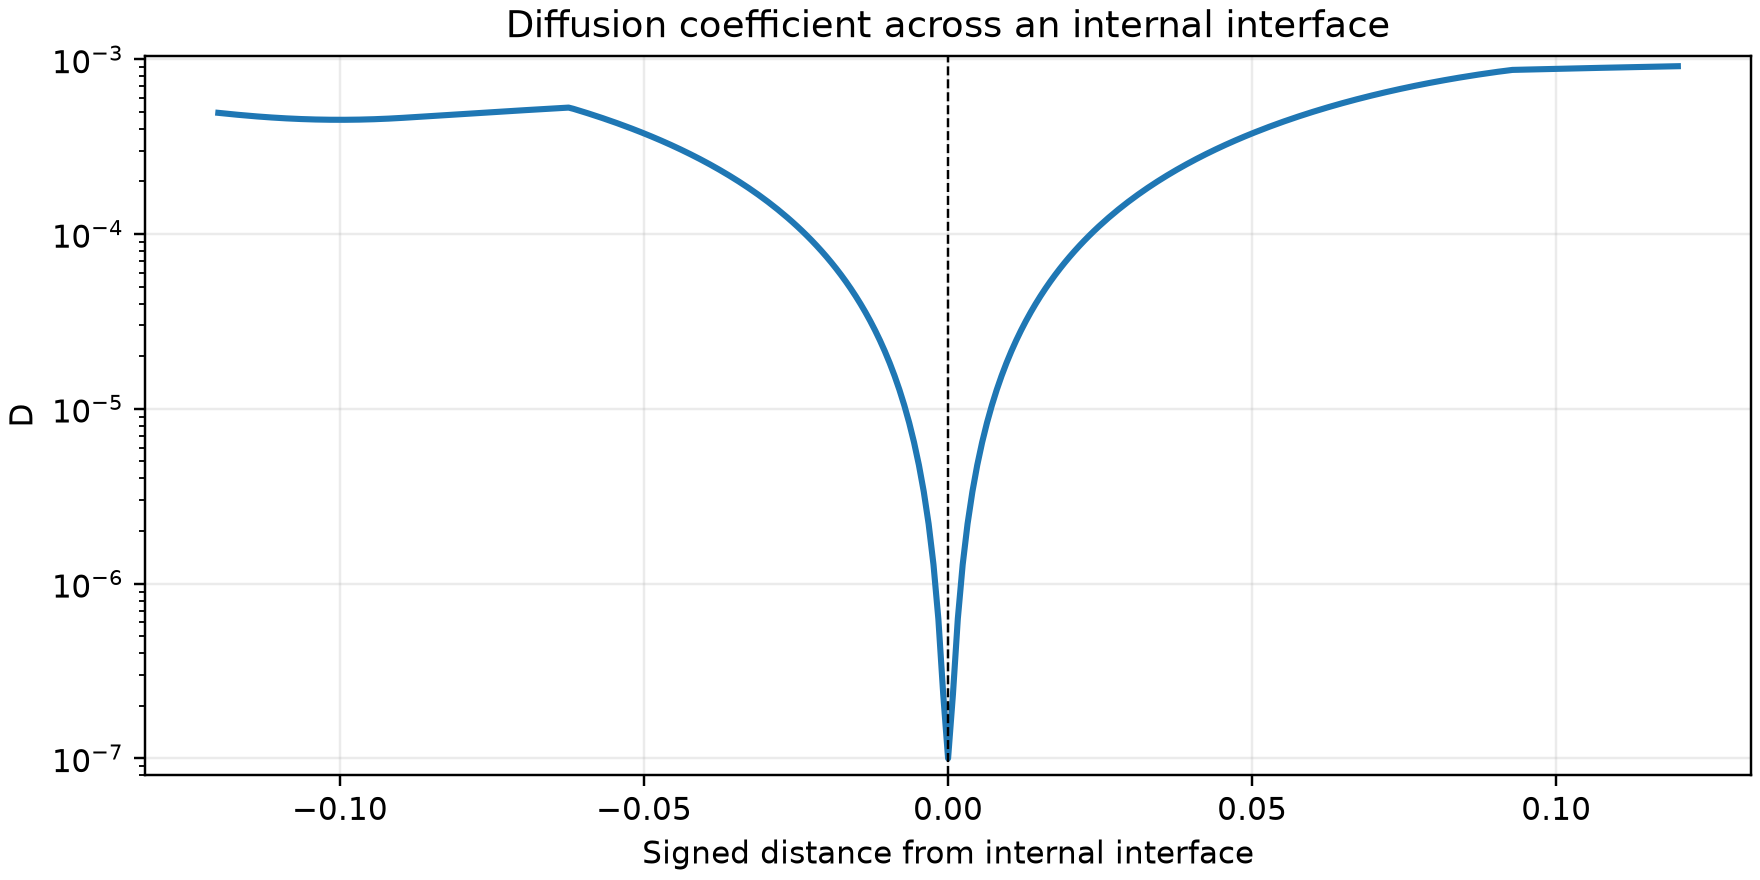 Diffusion coefficient across an internal interface
D
10⁻³
10⁻⁴
10⁻⁵
10⁻⁶
10⁻⁷
−0.10 −0.05 0.00 0.05 0.10
Signed distance from internal interface